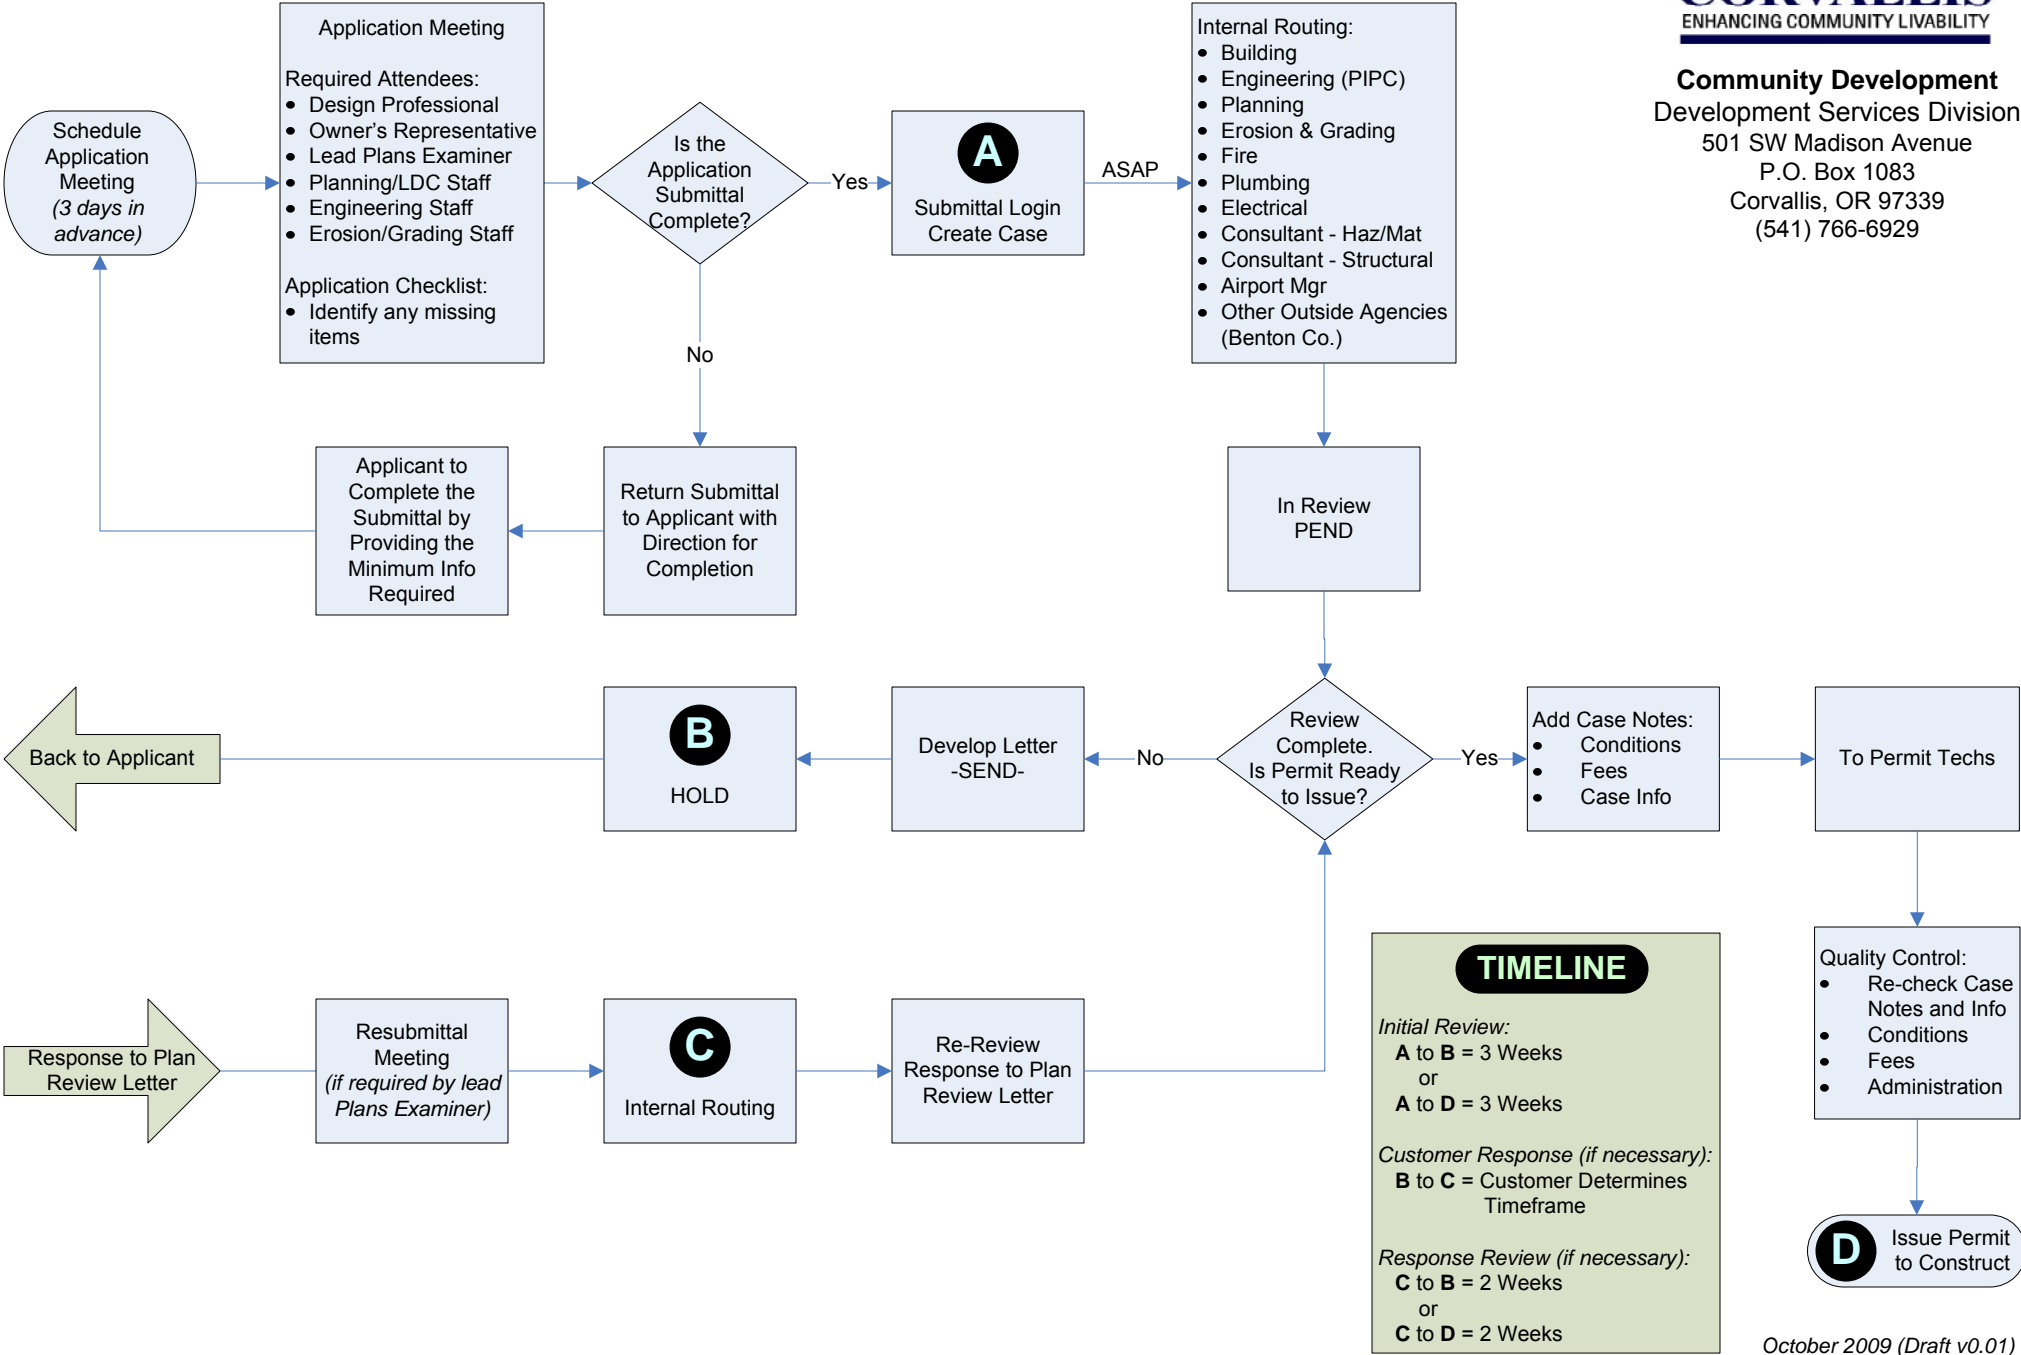 CORVALLIS
ENHANCING COMMUNITY LIVABILITY
Community Development
Development Services Division
501 SW Madison Avenue
P.O. Box 1083
Corvallis, OR 97339
(541) 766-6929
Schedule
Application
Meeting
(3 days in
advance)
Application Meeting
Required Attendees:
• Design Professional
• Owner's Representative
• Lead Plans Examiner
• Planning/LDC Staff
• Engineering Staff
• Erosion/Grading Staff
Application Checklist:
• Identify any missing
items
Is the
Application
Submittal
Complete?
Yes
No
A
Submittal Login
Create Case
ASAP
Internal Routing:
• Building
• Engineering (PIPC)
• Planning
• Erosion & Grading
• Fire
• Plumbing
• Electrical
• Consultant - Haz/Mat
• Consultant - Structural
• Airport Mgr
• Other Outside Agencies
(Benton Co.)
Applicant to
Complete the
Submittal by
Providing the
Minimum Info
Required
Return Submittal
to Applicant with
Direction for
Completion
In Review
PEND
Back to Applicant
B
HOLD
Develop Letter
-SEND-
No
Review
Complete.
Is Permit Ready
to Issue?
Yes
Add Case Notes:
• Conditions
• Fees
• Case Info
To Permit Techs
Response to Plan
Review Letter
Resubmittal
Meeting
(if required by lead
Plans Examiner)
C
Internal Routing
Re-Review
Response to Plan
Review Letter
TIMELINE
Initial Review:
A to B = 3 Weeks
or
A to D = 3 Weeks
Customer Response (if necessary):
B to C = Customer Determines
Timeframe
Response Review (if necessary):
C to B = 2 Weeks
or
C to D = 2 Weeks
Quality Control:
• Re-check Case
Notes and Info
• Conditions
• Fees
• Administration
D
Issue Permit
to Construct
October 2009 (Draft v0.01)